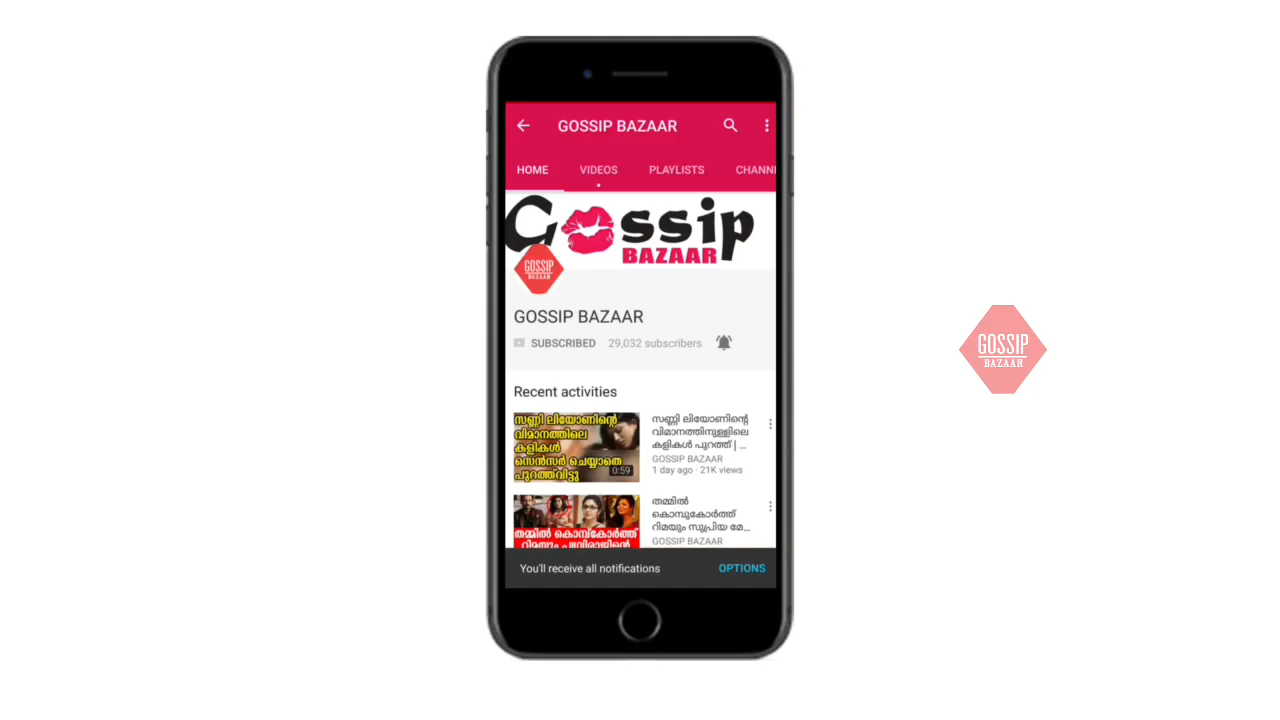 GOSSIP BAZAAR
HOME VIDEOS PLAYLISTS CHANN
Gossip
BAZAAR
GOSSIP
BAZAAR
GOSSIP BAZAAR
SUBSCRIBED 29,032 subscribers
Recent activities
സണ്ണി ലിയോണിന്റെ
വിമാനത്തിലെ
കളികൾ
സെൻസർ ചെയ്യാതെ
പുറത്തുവിട്ടു
0:59
സണ്ണി ലിയോണിന്റെ
വിമാനത്തിനുള്ളിലെ
കളികൾ പുറത്ത് | ...
GOSSIP BAZAAR
1 day ago · 21K views
തമ്മിൽ കൊമ്പ്കോർത്ത്
റിമയും
തമ്മിൽ
കൊമ്പുകോർത്ത്
റിമയും സുപ്രിയ മേ...
GOSSIP BAZAAR
You'll receive all notifications OPTIONS
GOSSIP
BAZAAR